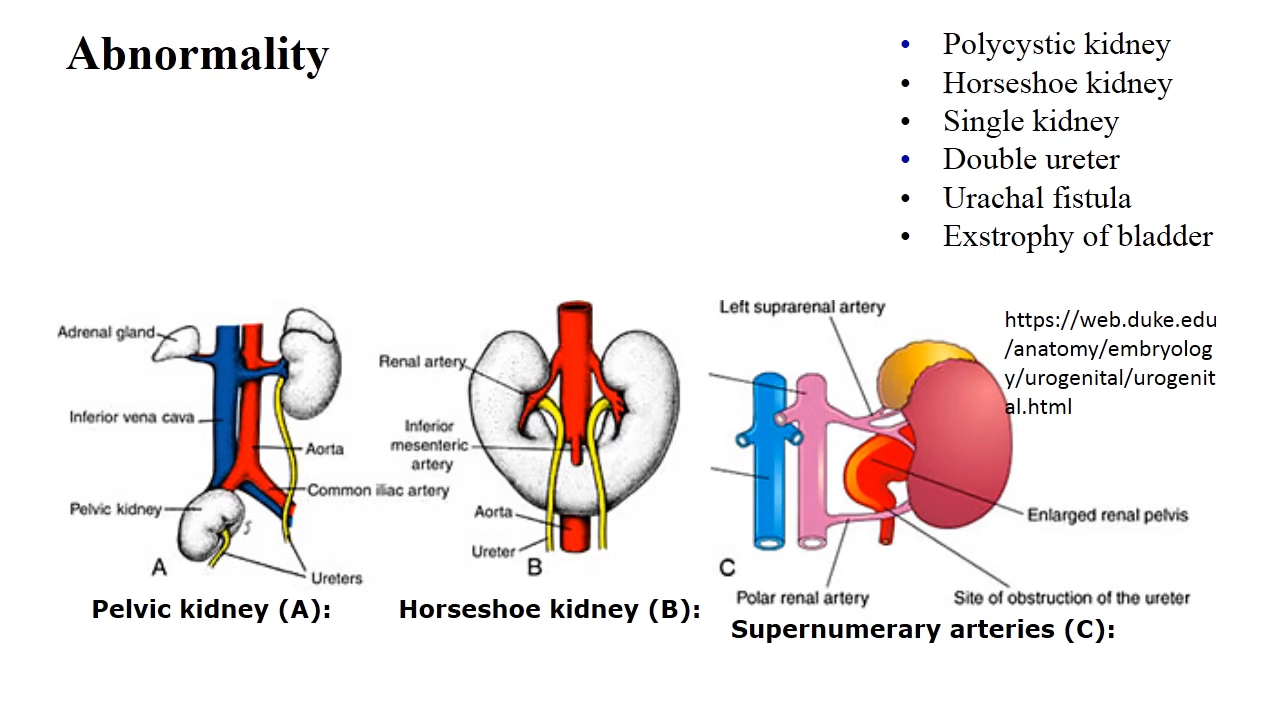 Abnormality
• Polycystic kidney
• Horseshoe kidney
• Single kidney
• Double ureter
• Urachal fistula
• Exstrophy of bladder
Adrenal gland
Inferior vena cava
Aorta
Common iliac artery
Pelvic kidney
A
Ureters
Pelvic kidney (A):
Renal artery
Inferior
mesenteric
artery
Aorta
Ureter
B
Horseshoe kidney (B):
Left suprarenal artery
Enlarged renal pelvis
C
Polar renal artery
Site of obstruction of the ureter
Supernumerary arteries (C):
https://web.duke.edu
/anatomy/embryolog
y/urogenital/urogenit
al.html